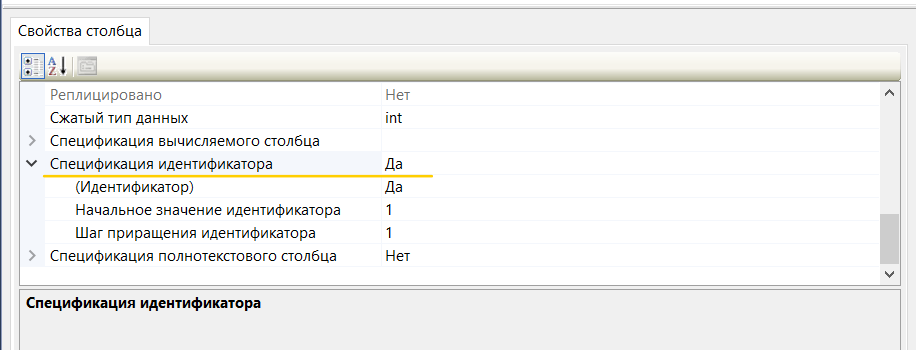 Свойства столбца
Реплицировано Нет
Сжатый тип данных int
Спецификация вычисляемого столбца
Спецификация идентификатора Да
(Идентификатор) Да
Начальное значение идентификатора 1
Шаг приращения идентификатора 1
Спецификация полнотекстового столбца Нет
Спецификация идентификатора